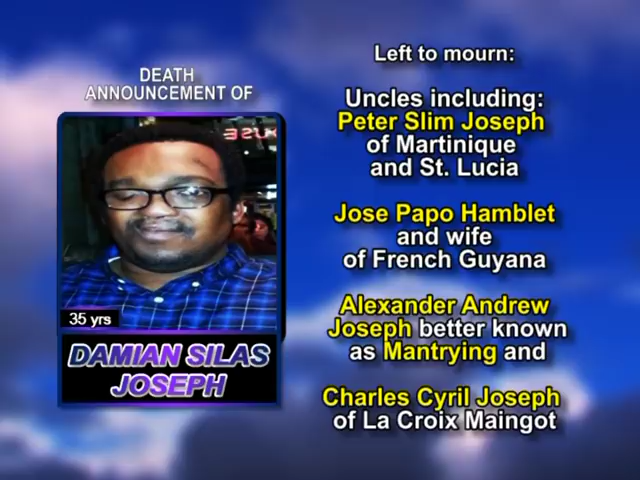 DEATH
ANNOUNCEMENT OF
35 yrs
DAMIAN SILAS
JOSEPH
Left to mourn:
Uncles including:
Peter Slim Joseph
of Martinique
and St. Lucia
Jose Papo Hamblet
and wife
of French Guyana
Alexander Andrew
Joseph better known
as Mantrying and
Charles Cyril Joseph
of La Croix Maingot